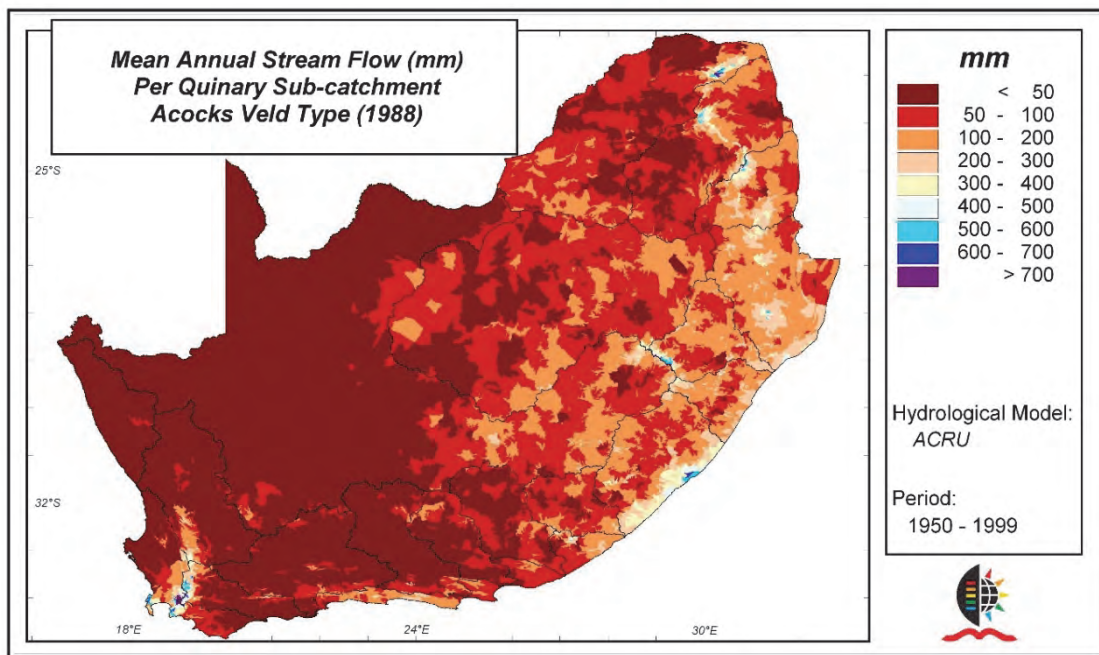 Mean Annual Stream Flow (mm)
Per Quinary Sub-catchment
Acocks Veld Type (1988)
25°S
32°S
18°E
24°E
30°E
mm
< 50
50 - 100
100 - 200
200 - 300
300 - 400
400 - 500
500 - 600
600 - 700
> 700
Hydrological Model:
ACRU
Period:
1950 - 1999